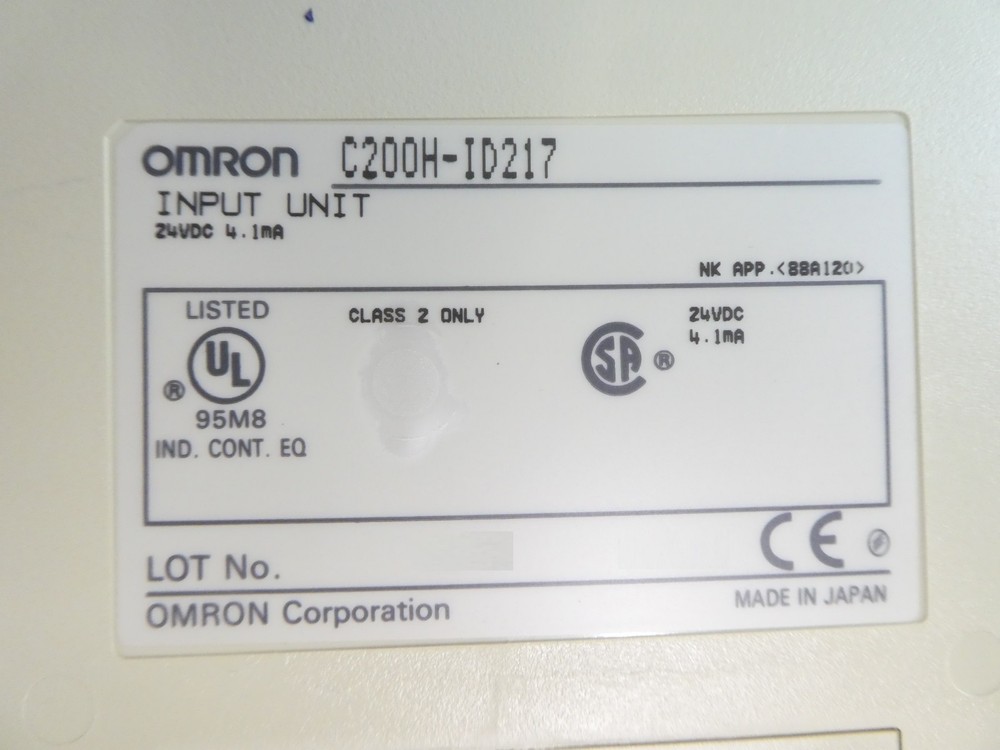 OMRON C200H-ID217
INPUT UNIT
24VDC 4.1mA
NK APP.<88A120>
LISTED
UL
®
95M8
IND. CONT. EQ
CLASS 2 ONLY
SA ®
24VDC
4.1mA
LOT No.
CE
OMRON Corporation
MADE IN JAPAN